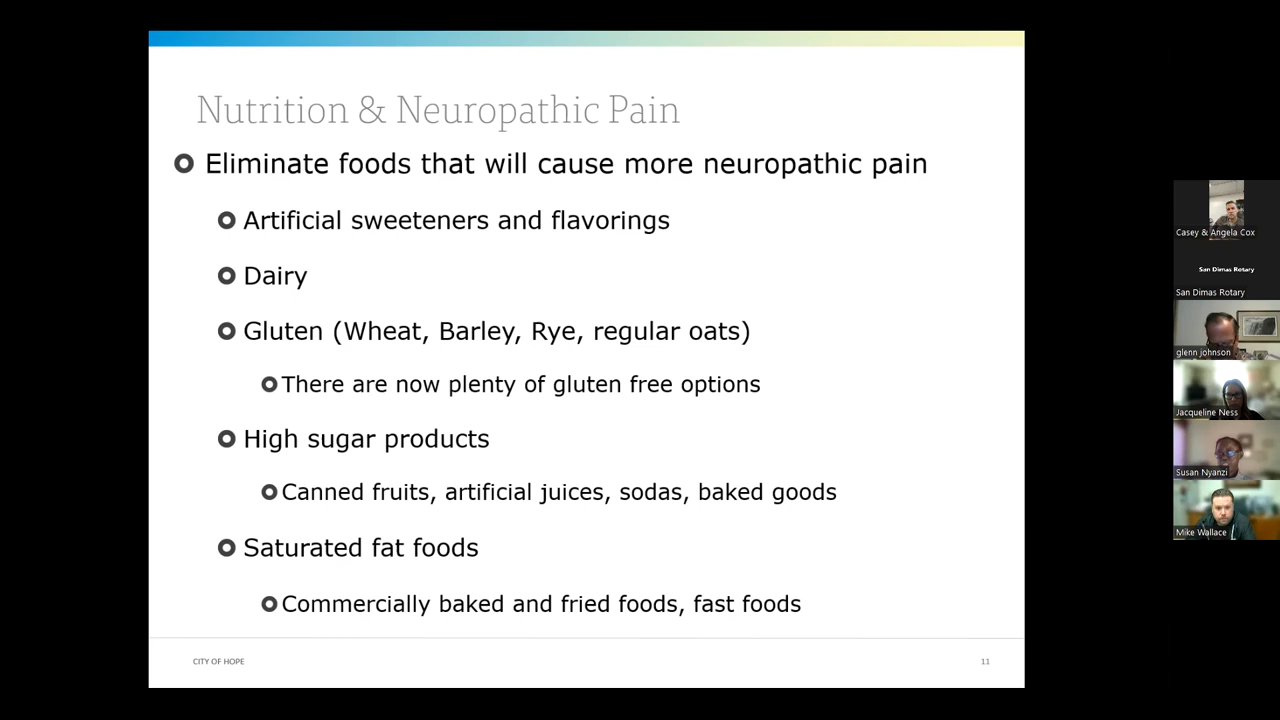 Nutrition & Neuropathic Pain
Eliminate foods that will cause more neuropathic pain
Artificial sweeteners and flavorings
Dairy
Gluten (Wheat, Barley, Rye, regular oats)
There are now plenty of gluten free options
High sugar products
Canned fruits, artificial juices, sodas, baked goods
Saturated fat foods
Commercially baked and fried foods, fast foods
CITY OF HOPE
11
Casey & Angela Cox
San Dimas Rotary
San Dimas Rotary
glenn johnson
Jacqueline Ness
Susan Nyanzi
Mike Wallace